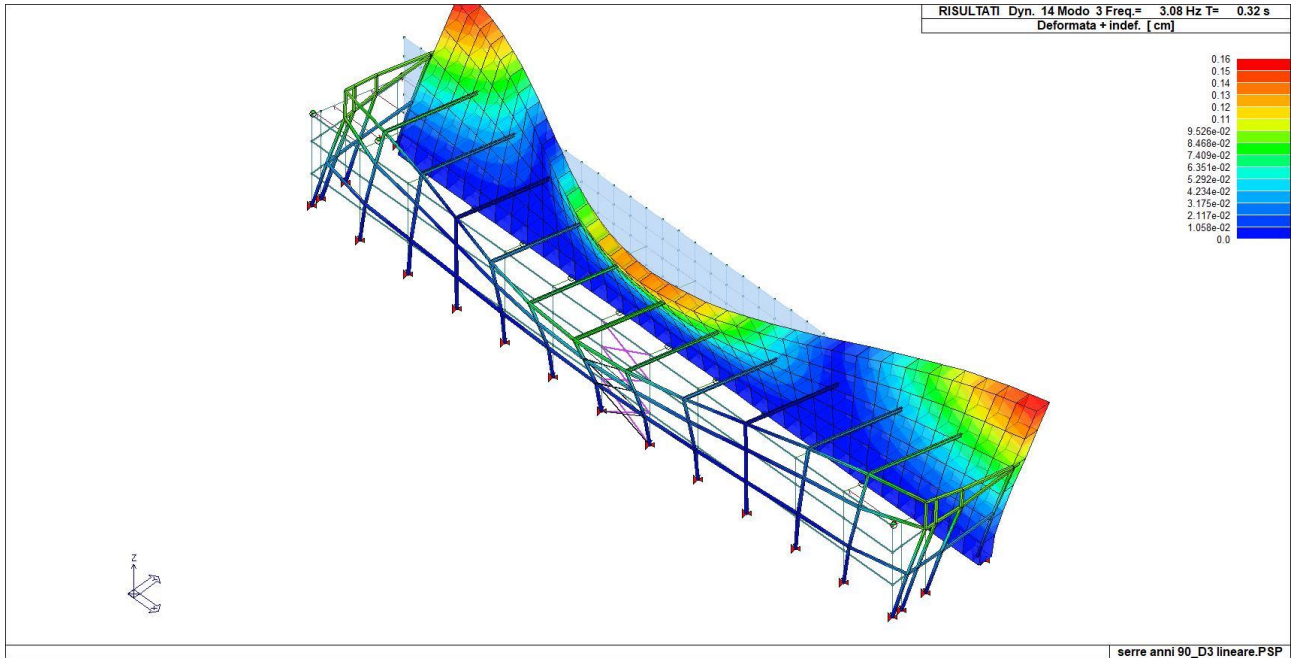 RISULTATI Dyn. 14 Modo 3 Freq.= 3.08 Hz T= 0.32 s
Deformata + indef. [ cm]
0.16
0.15
0.14
0.13
0.12
0.11
9.526e-02
8.468e-02
7.409e-02
6.351e-02
5.292e-02
4.234e-02
3.175e-02
2.117e-02
1.058e-02
0.0
Z
serre anni 90_D3 lineare.PSP